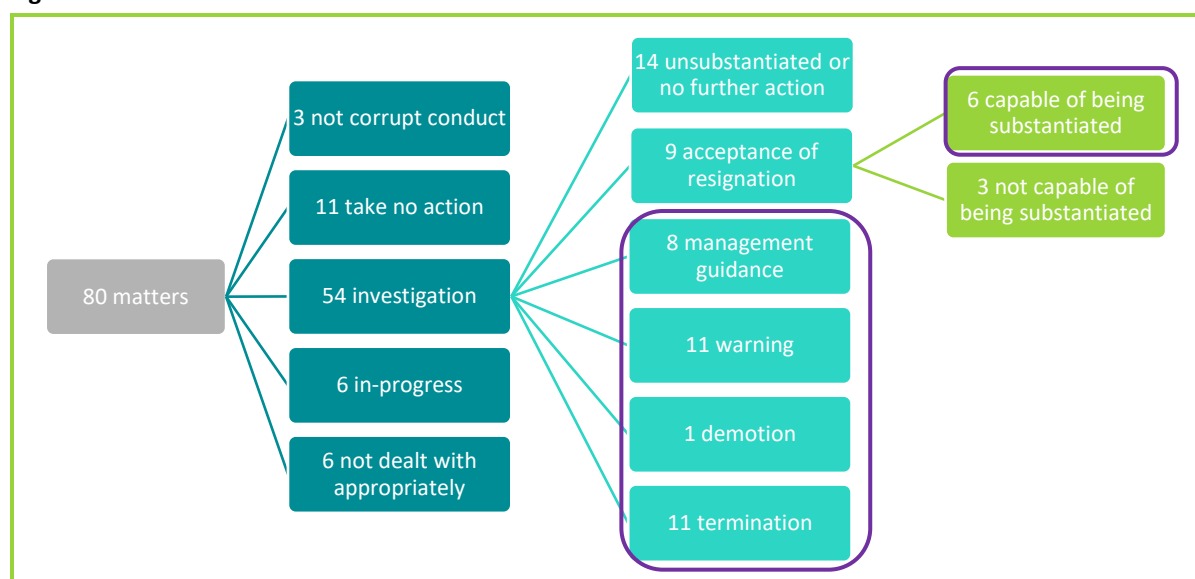 80 matters
3 not corrupt conduct
11 take no action
54 investigation
6 in-progress
6 not dealt with
appropriately
14 unsubstantiated or
no further action
9 acceptance of
resignation
8 management
guidance
11 warning
1 demotion
11 termination
6 capable of being
substantiated
3 not capable of
being substantiated